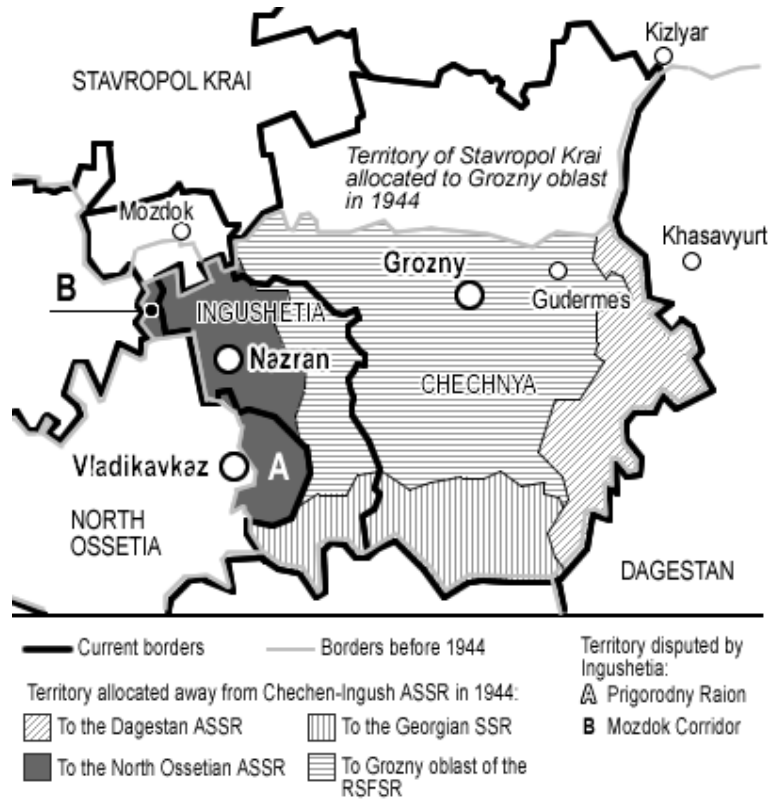 Kizlyar
STAVROPOL KRAI
Territory of Stavropol Krai
allocated to Grozny oblast
in 1944
Mozdok
Khasavyurt
Grozny
B
Gudermes
INGUSHETIA
Nazran
CHECHNYA
Vladikavkaz
A
NORTH
OSSETIA
DAGESTAN
Current borders
Borders before 1944
Territory disputed by
Ingushetia:
A Prigorodny Raion
B Mozdok Corridor
Territory allocated away from Chechen-Ingush ASSR in 1944:
To the Dagestan ASSR
To the Georgian SSR
To the North Ossetian ASSR
To Grozny oblast of the
RSFSR